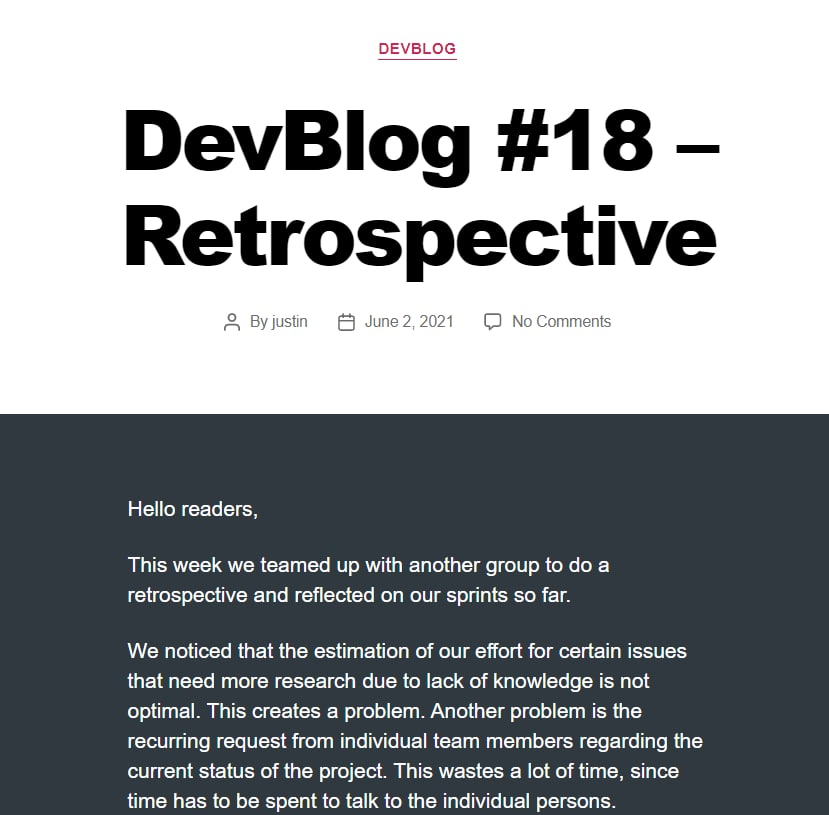 DEVBLOG
DevBlog #18 –
Retrospective
By justin June 2, 2021 No Comments
Hello readers,
This week we teamed up with another group to do a
retrospective and reflected on our sprints so far.
We noticed that the estimation of our effort for certain issues
that need more research due to lack of knowledge is not
optimal. This creates a problem. Another problem is the
recurring request from individual team members regarding the
current status of the project. This wastes a lot of time, since
time has to be spent to talk to the individual persons.